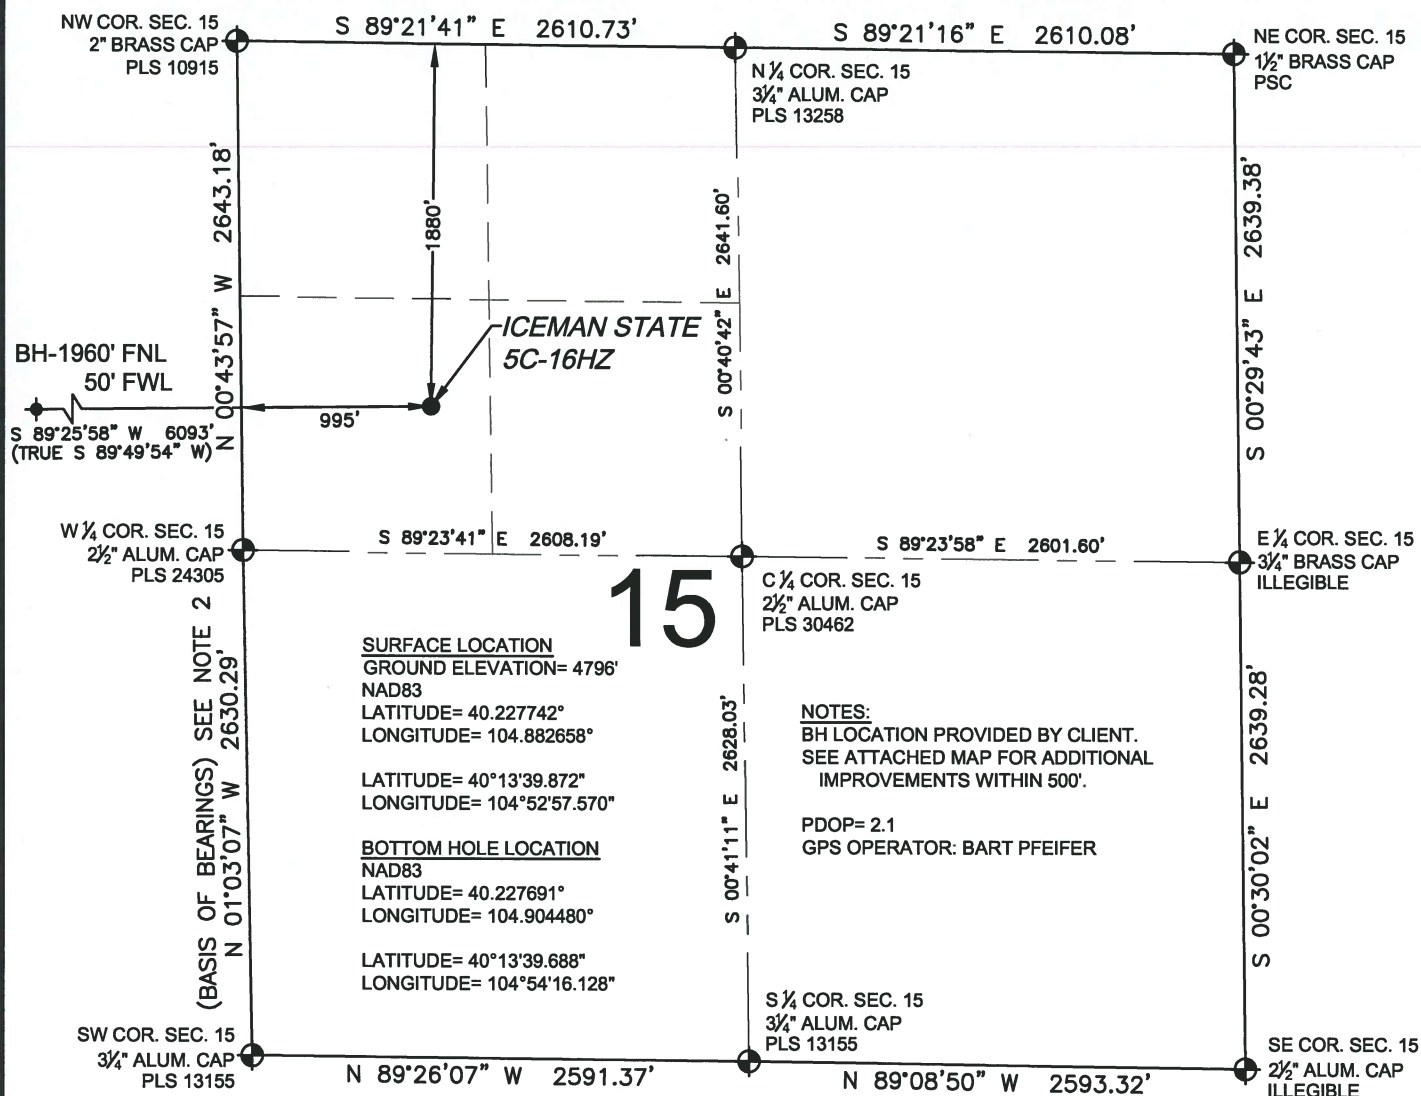 NW COR. SEC. 15
2" BRASS CAP
PLS 10915
S 89°21'41" E 2610.73'
S 89°21'16" E 2610.08'
NE COR. SEC. 15
1½" BRASS CAP
PSC
N ¼ COR. SEC. 15
3¼" ALUM. CAP
PLS 13258
N 00°43'57" W 2643.18'
1880'
S 00°40'42" E 2641.60'
S 00°29'43" E 2639.38'
ICEMAN STATE
5C-16HZ
BH-1960' FNL
50' FWL
995'
S 89°25'58" W 6093'
(TRUE S 89°49'54" W)
W ¼ COR. SEC. 15
2½" ALUM. CAP
PLS 24305
S 89°23'41" E 2608.19'
S 89°23'58" E 2601.60'
E ¼ COR. SEC. 15
3¼" BRASS CAP
ILLEGIBLE
15
C ¼ COR. SEC. 15
2½" ALUM. CAP
PLS 30462
(BASIS OF BEARINGS) SEE NOTE 2
N 01°03'07" W 2630.29'
SURFACE LOCATION
GROUND ELEVATION= 4796'
NAD83
LATITUDE= 40.227742°
LONGITUDE= 104.882658°
LATITUDE= 40°13'39.872"
LONGITUDE= 104°52'57.570"
BOTTOM HOLE LOCATION
NAD83
LATITUDE= 40.227691°
LONGITUDE= 104.904480°
LATITUDE= 40°13'39.688"
LONGITUDE= 104°54'16.128"
S 00°41'11" E 2628.03'
NOTES:
BH LOCATION PROVIDED BY CLIENT.
SEE ATTACHED MAP FOR ADDITIONAL
IMPROVEMENTS WITHIN 500'.
PDOP= 2.1
GPS OPERATOR: BART PFEIFER
S 00°30'02" E 2639.28'
SW COR. SEC. 15
3¼" ALUM. CAP
PLS 13155
N 89°26'07" W 2591.37'
S ¼ COR. SEC. 15
3¼" ALUM. CAP
PLS 13155
N 89°08'50" W 2593.32'
SE COR. SEC. 15
2½" ALUM. CAP
ILLEGIBLE